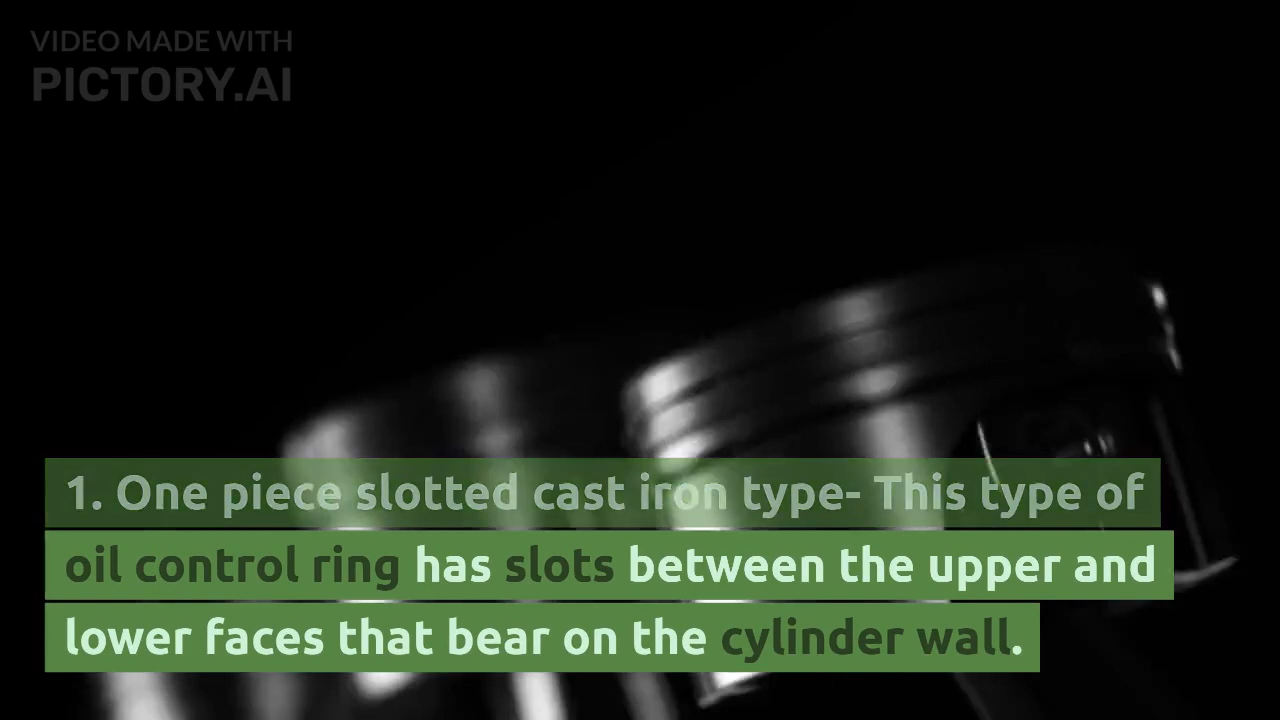 VIDEO MADE WITH
PICTORY.AI
1. One piece slotted cast iron type- This type of
oil control ring has slots between the upper and
lower faces that bear on the cylinder wall.